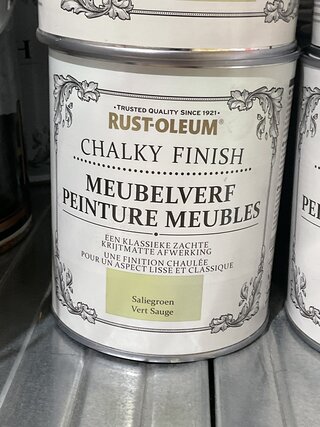 • TRUSTED QUALITY SINCE 1921 •
RUST-OLEUM®
CHALKY FINISH
MEUBELVERF
PEINTURE MEUBLES
EEN KLASSIEKE ZACHTE
KRIJTMATTE AFWERKING
UNE FINITION CHAULÉE
POUR UN ASPECT LISSE ET CLASSIQUE
Saliegroen
Vert Sauge